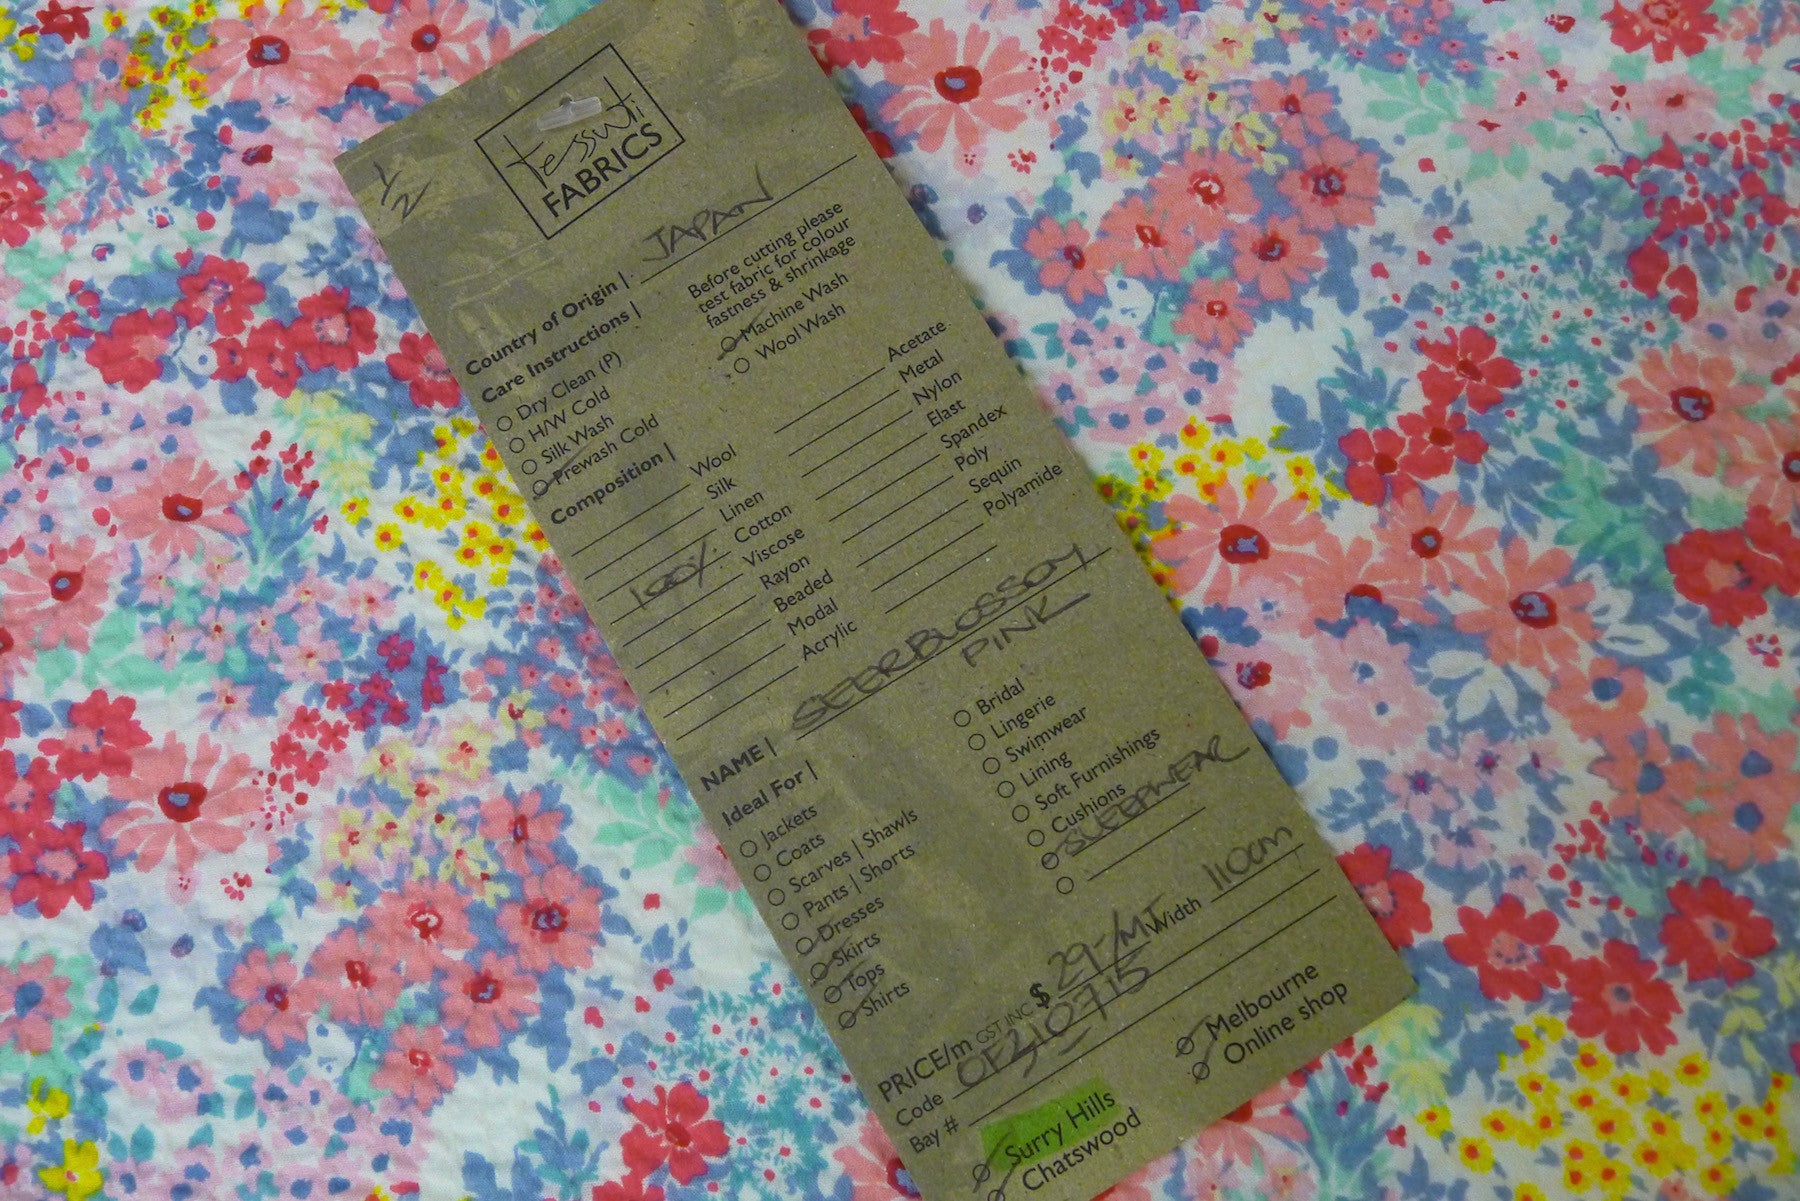 1/2
tessuti
FABRICS
Country of Origin | JAPAN
Care Instructions |
Dry Clean (P)
H/W Cold
Silk Wash
Prewash Cold
Before cutting please
test fabric for colour
fastness & shrinkage
Machine Wash
Wool Wash
Composition |
Wool
Silk
Linen
100% Cotton
Viscose
Rayon
Beaded
Modal
Acrylic
Acetate
Metal
Nylon
Elast
Spandex
Poly
Sequin
Polyamide
NAME | SEERBLOSSOM
PINK
Ideal For |
Jackets
Coats
Scarves | Shawls
Pants | Shorts
Dresses
Skirts
Tops
Shirts
Bridal
Lingerie
Swimwear
Lining
Soft Furnishings
Cushions
SLEEPWEAR
PRICE/m GST INC $ 29-/MT Width 110cm
Code
Bay #
Surry Hills
Chatswood
Melbourne
Online shop